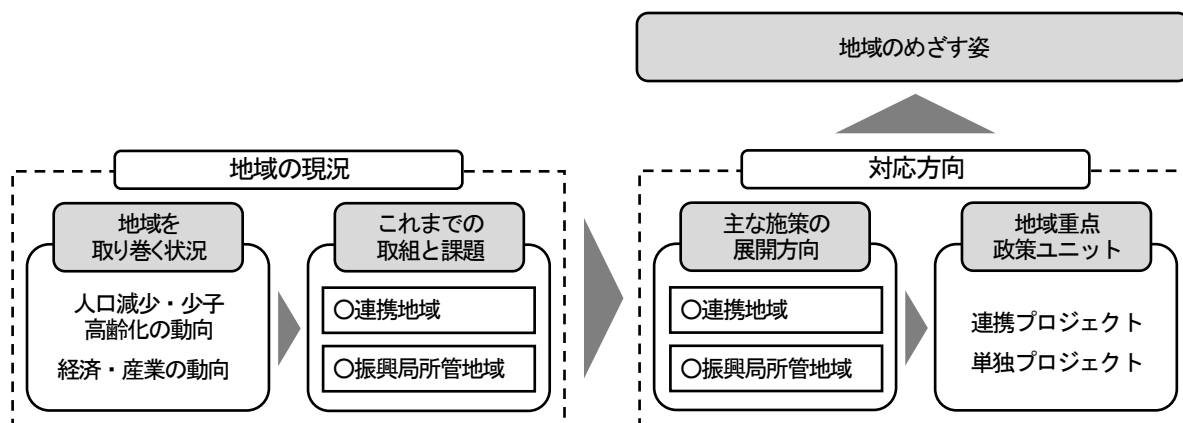 地域のめざす姿
地域の現況
地域を
取り巻く状況
人口減少・少子
高齢化の動向
経済・産業の動向
これまでの
取組と課題
〇連携地域
〇振興局所管地域
対応方向
主な施策の
展開方向
〇連携地域
〇振興局所管地域
地域重点
政策ユニット
連携プロジェクト
単独プロジェクト